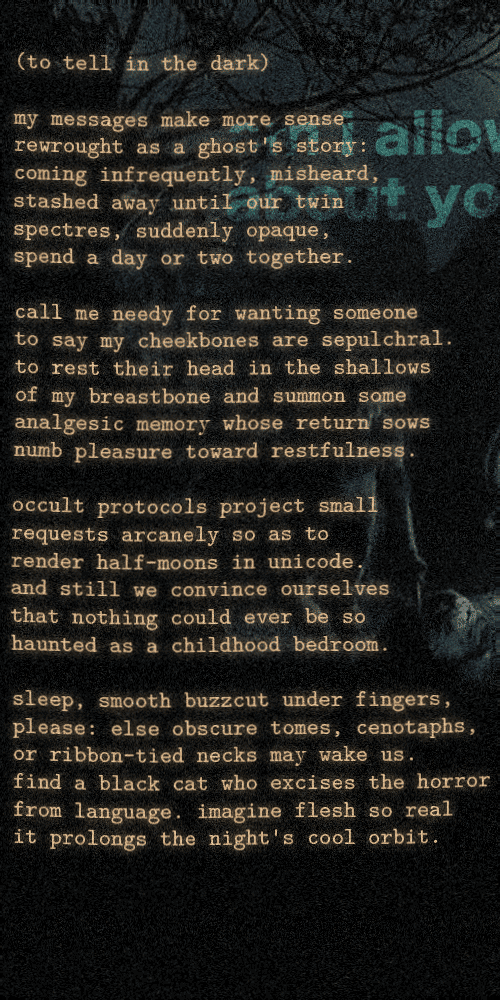 (to tell in the dark)
my messages make more sense
rewrought as a ghost's story:
coming infrequently, misheard,
stashed away until our twin
spectres, suddenly opaque,
spend a day or two together.
call me needy for wanting someone
to say my cheekbones are sepulchral.
to rest their head in the shallows
of my breastbone and summon some
analgesic memory whose return sows
numb pleasure toward restfulness.
occult protocols project small
requests arcanely so as to
render half-moons in unicode.
and still we convince ourselves
that nothing could ever be so
haunted as a childhood bedroom.
sleep, smooth buzzcut under fingers,
please: else obscure tomes, cenotaphs,
or ribbon-tied necks may wake us.
find a black cat who excises the horror
from language. imagine flesh so real
it prolongs the night's cool orbit.
am i allow
about yo